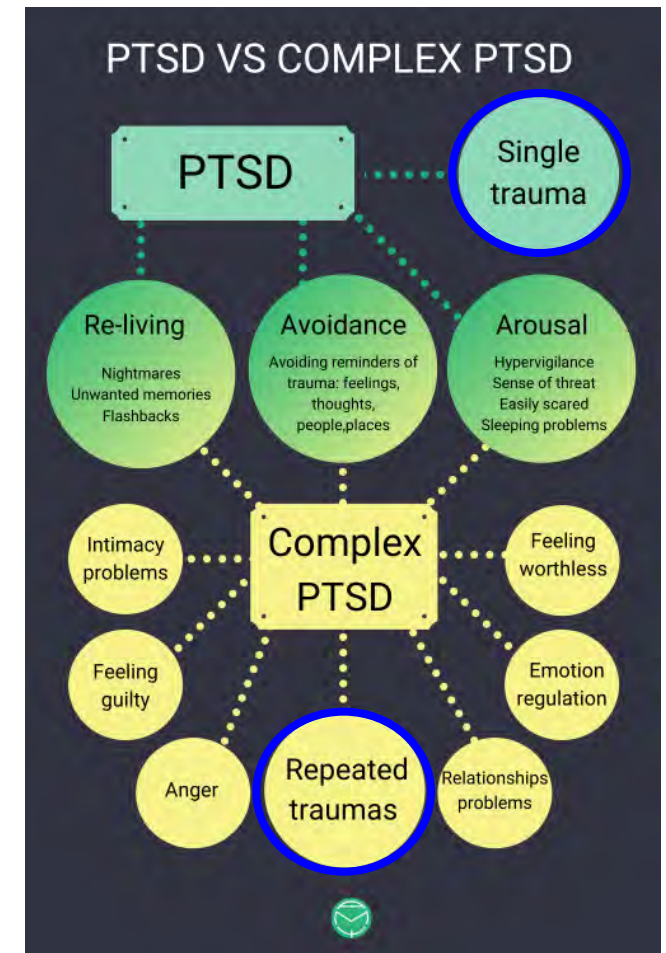 PTSD VS COMPLEX PTSD
PTSD
Single
trauma
Re-living
Nightmares
Unwanted memories
Flashbacks
Avoidance
Avoiding reminders of
trauma: feelings,
thoughts,
people,places
Arousal
Hypervigilance
Sense of threat
Easily scared
Sleeping problems
Complex
PTSD
Intimacy
problems
Feeling
worthless
Feeling
guilty
Emotion
regulation
Anger
Repeated
traumas
Relationships
problems